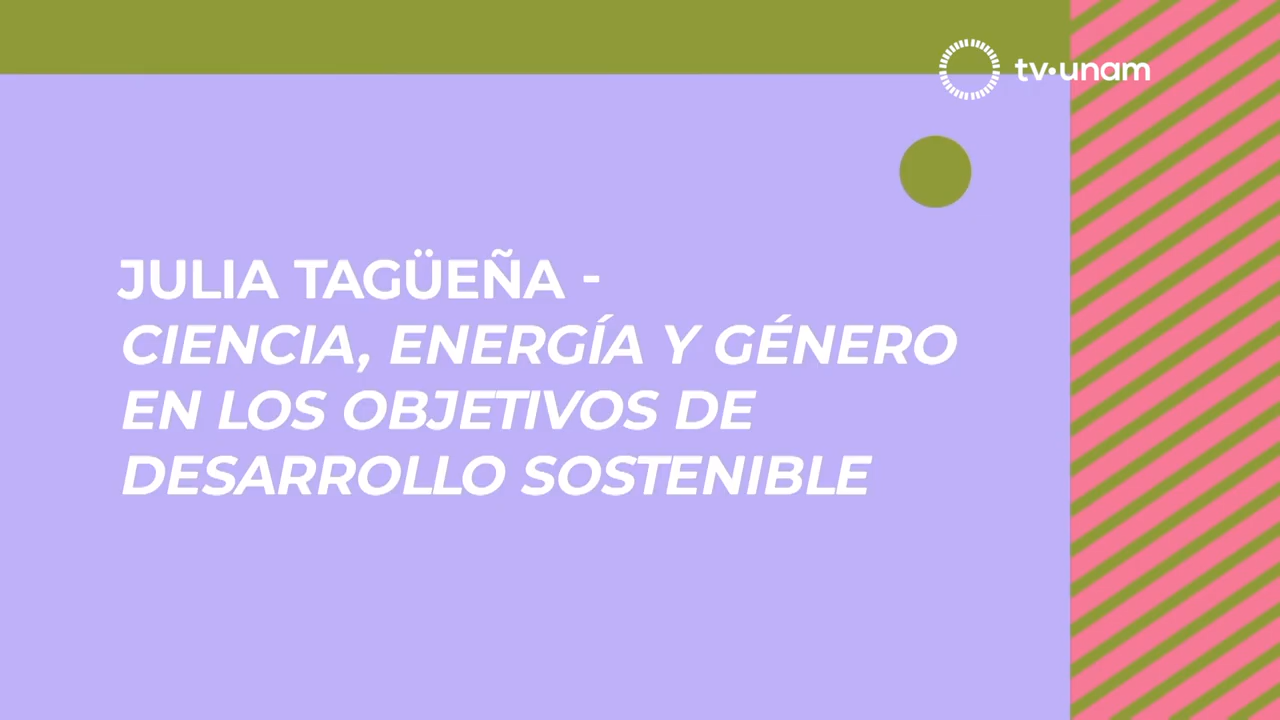 tv·unam
JULIA TAGÜEÑA -
CIENCIA, ENERGÍA Y GÉNERO
EN LOS OBJETIVOS DE
DESARROLLO SOSTENIBLE